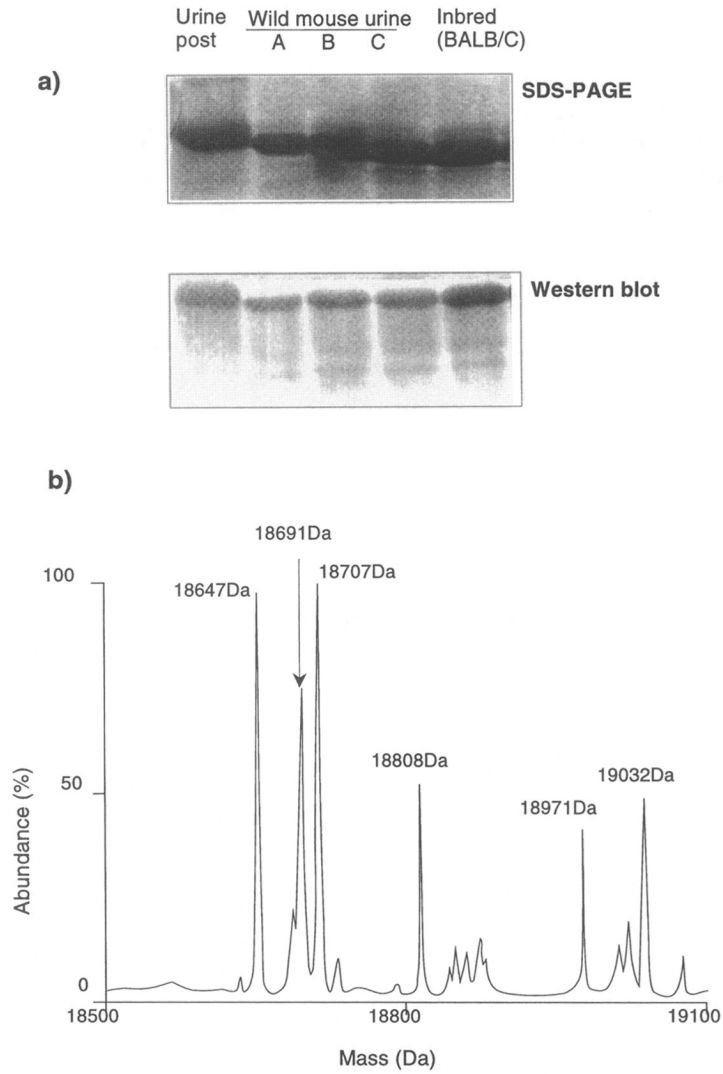 Urine Wild mouse urine Inbred
post A B C (BALB/C)
a)
SDS-PAGE
Western blot
b)
18691Da
100
18647Da
18707Da
18808Da
50
19032Da
18971Da
Abundance (%)
0
18500 18800 19100
Mass (Da)